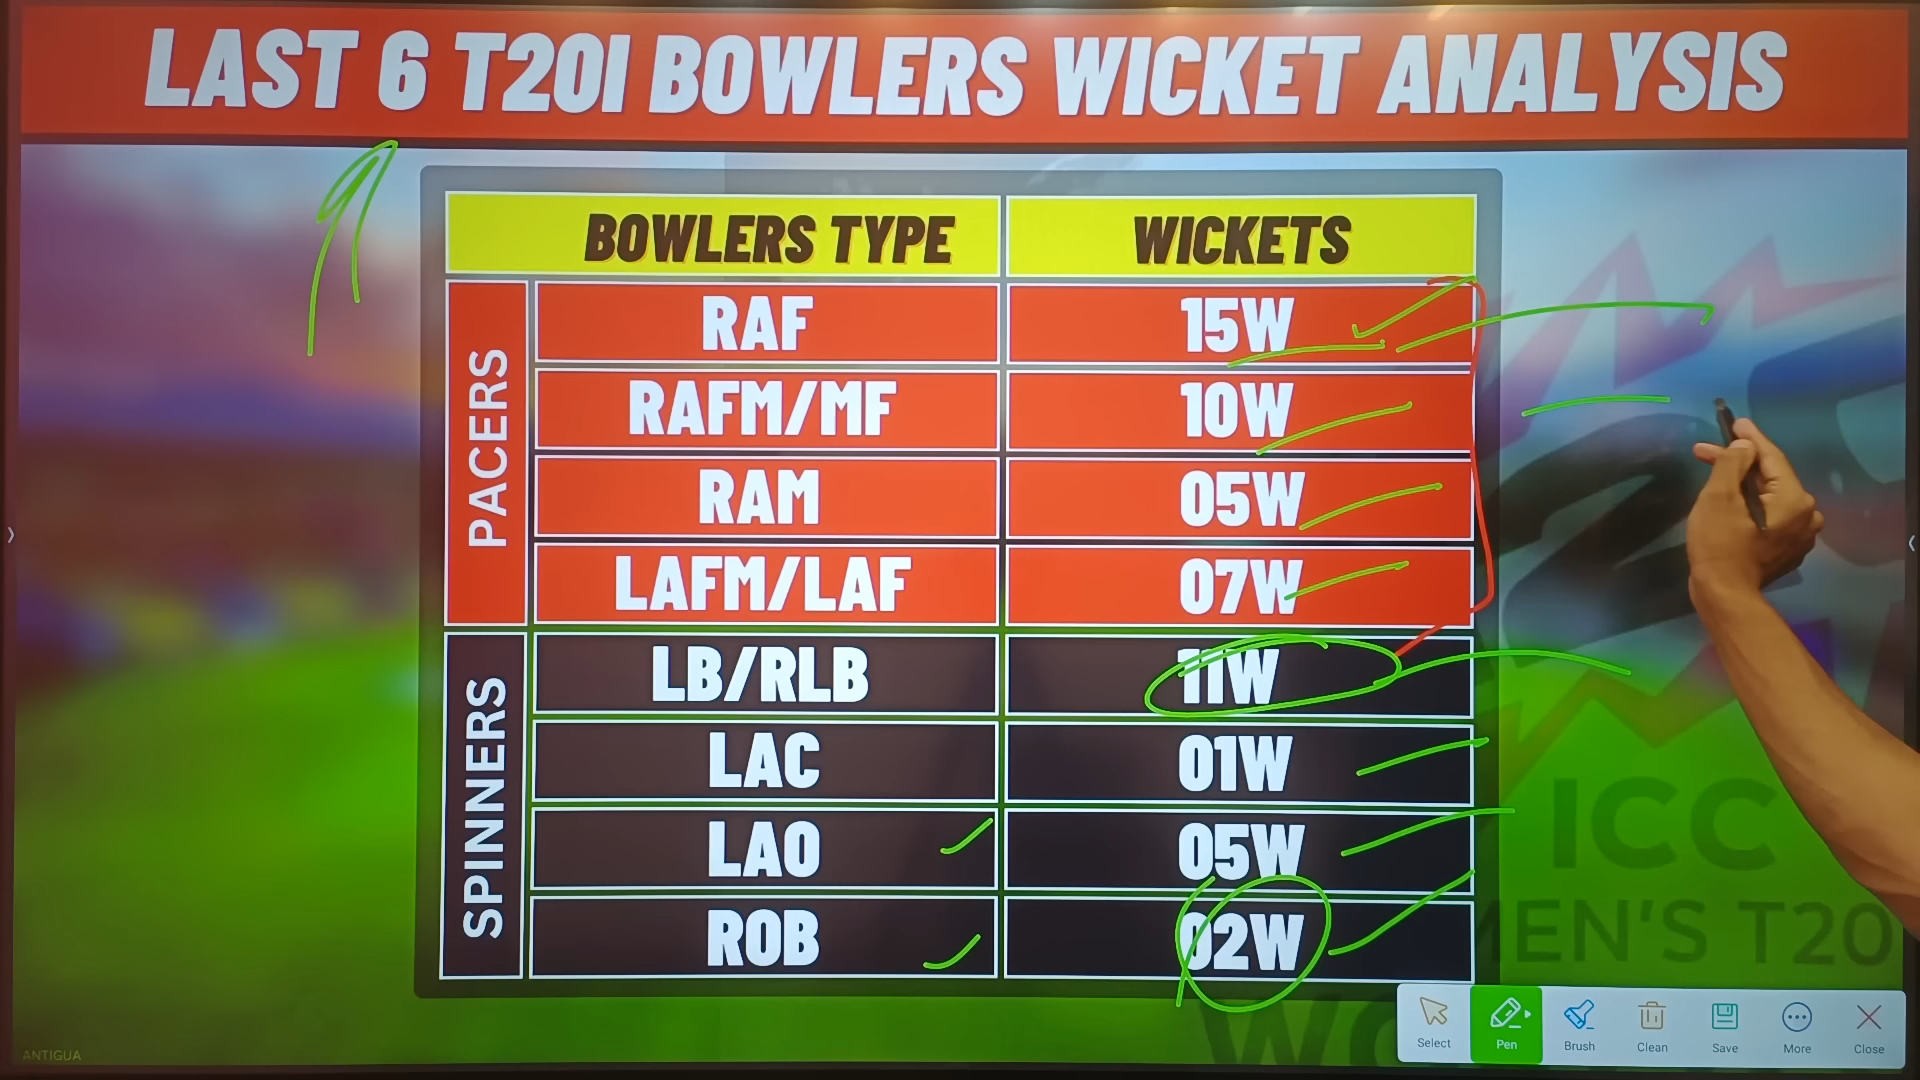 LAST 6 T20I BOWLERS WICKET ANALYSIS
BOWLERS TYPE WICKETS
PACERS
RAF 15W
RAFM/MF 10W
RAM 05W
LAFM/LAF 07W
SPINNERS
LB/RLB 11W
LAC 01W
LAO 05W
ROB 02W
ICC
MEN'S T20
WO
ANTIGUA
Select Pen Brush Clean Save More Close